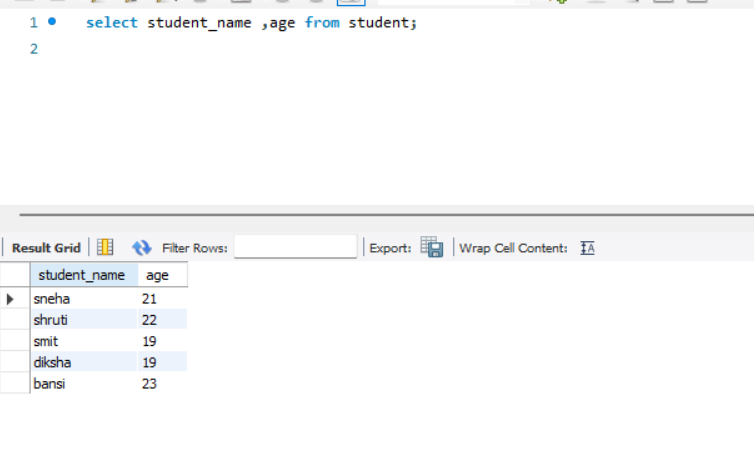 1 select student_name ,age from student;
2
Result Grid Filter Rows: Export: Wrap Cell Content: IA
student_name age
sneha 21
shruti 22
smit 19
diksha 19
bansi 23